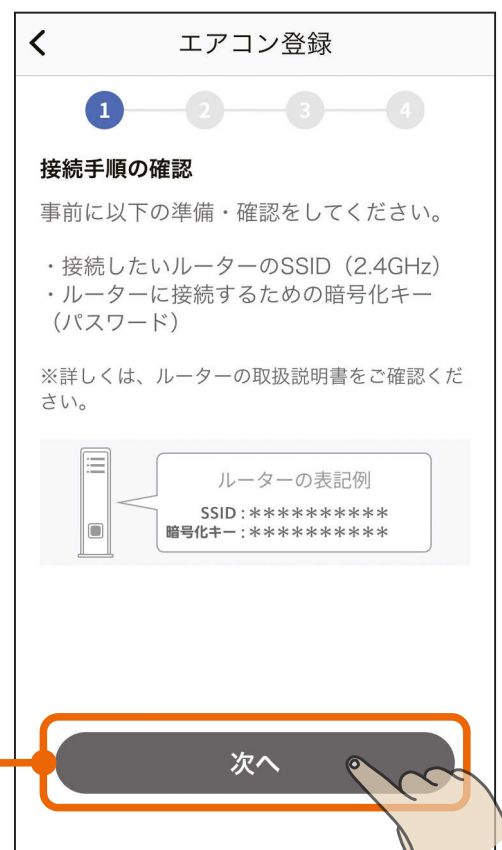 エアコン登録
1 2 3 4
接続手順の確認
事前に以下の準備・確認をしてください。
・接続したいルーターのSSID（2.4GHz）
・ルーターに接続するための暗号化キー
（パスワード）
※詳しくは、ルーターの取扱説明書をご確認くだ
さい。
ルーターの表記例
SSID：**********
暗号化キー：**********
次へ